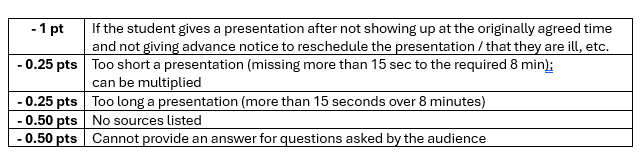 - 1 pt If the student gives a presentation after not showing up at the originally agreed time
and not giving advance notice to reschedule the presentation / that they are ill, etc.
- 0.25 pts Too short a presentation (missing more than 15 sec to the required 8 min);
can be multiplied
- 0.25 pts Too long a presentation (more than 15 seconds over 8 minutes)
- 0.50 pts No sources listed
- 0.50 pts Cannot provide an answer for questions asked by the audience